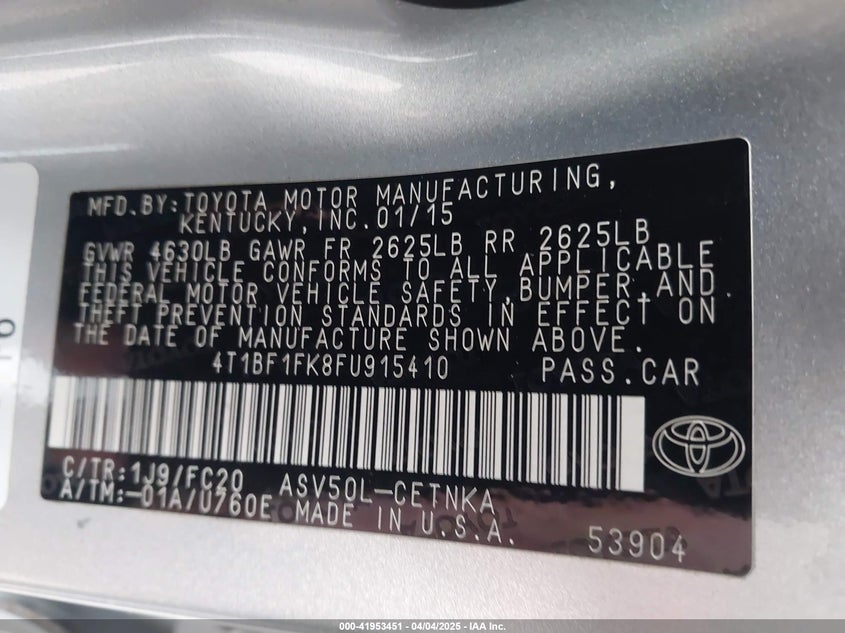 MFD.BY:TOYOTA MOTOR MANUFACTURING,
KENTUCKY,INC.01/15
GVWR 4630LB GAWR FR 2625LB RR 2625LB
THIS VEHICLE CONFORMS TO ALL APPLICABLE
FEDERAL MOTOR VEHICLE SAFETY,BUMPER,AND
THEFT PREVENTION STANDARDS IN EFFECT ON
THE DATE OF MANUFACTURE SHOWN ABOVE.
4T1BF1FK8FU915410 PASS.CAR
C/TR:1J9/FC20 ASV50L-CETNKA
A/TM:-01A/U760E MADE IN U.S.A.
53904
000-41953451 - 04/04/2025 - IAA Inc.